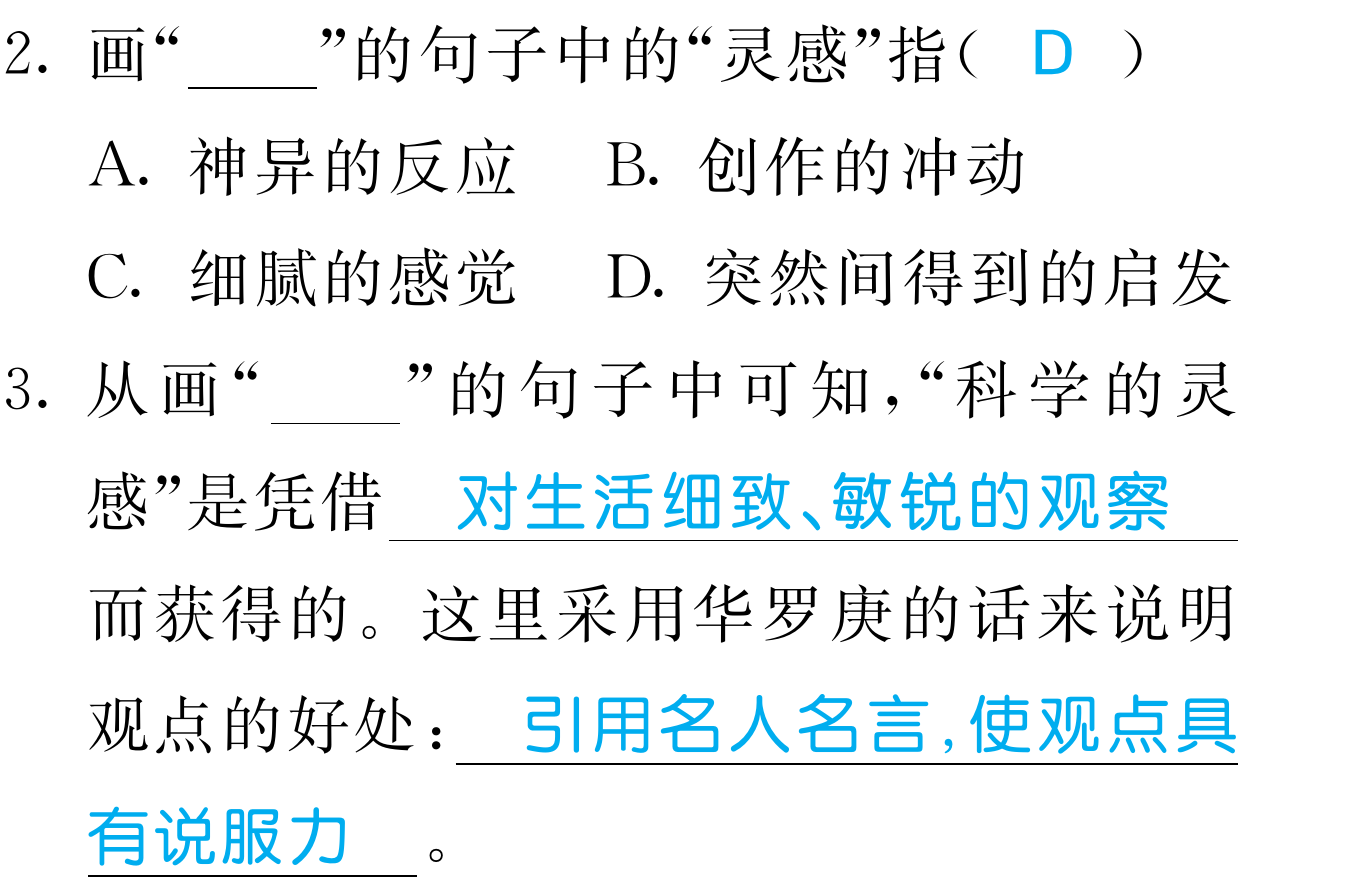 2. 画“____”的句子中的“灵感”指( D )
A. 神异的反应 B. 创作的冲动
C. 细腻的感觉 D. 突然间得到的启发
3. 从画“____”的句子中可知,“科学的灵
感”是凭借 对生活细致、敏锐的观察
而获得的。这里采用华罗庚的话来说明
观点的好处: 引用名人名言,使观点具
有说服力 。